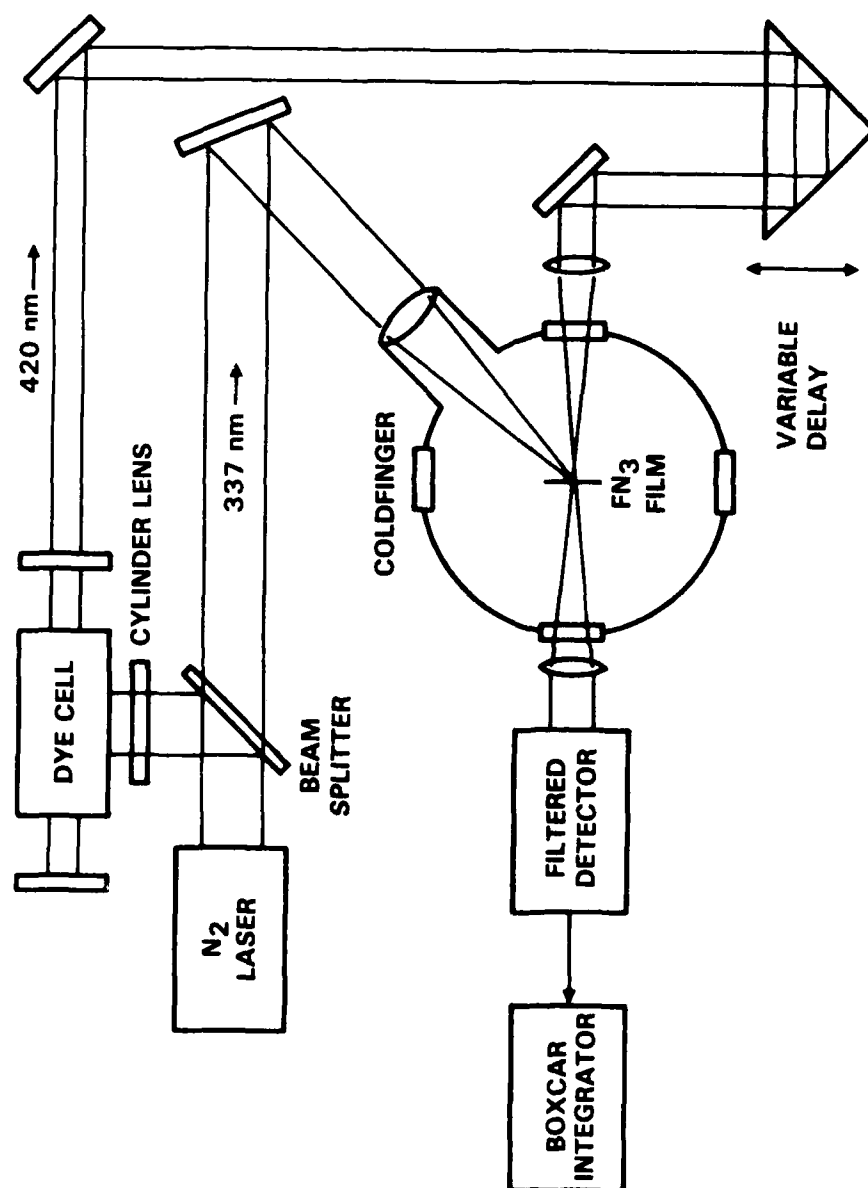 420 nm
DYE CELL
CYLINDER LENS
337 nm
N2
LASER
BEAM
SPLITTER
COLDFINGER
FN3
FILM
VARIABLE
DELAY
FILTERED
DETECTOR
BOXCAR
INTEGRATOR